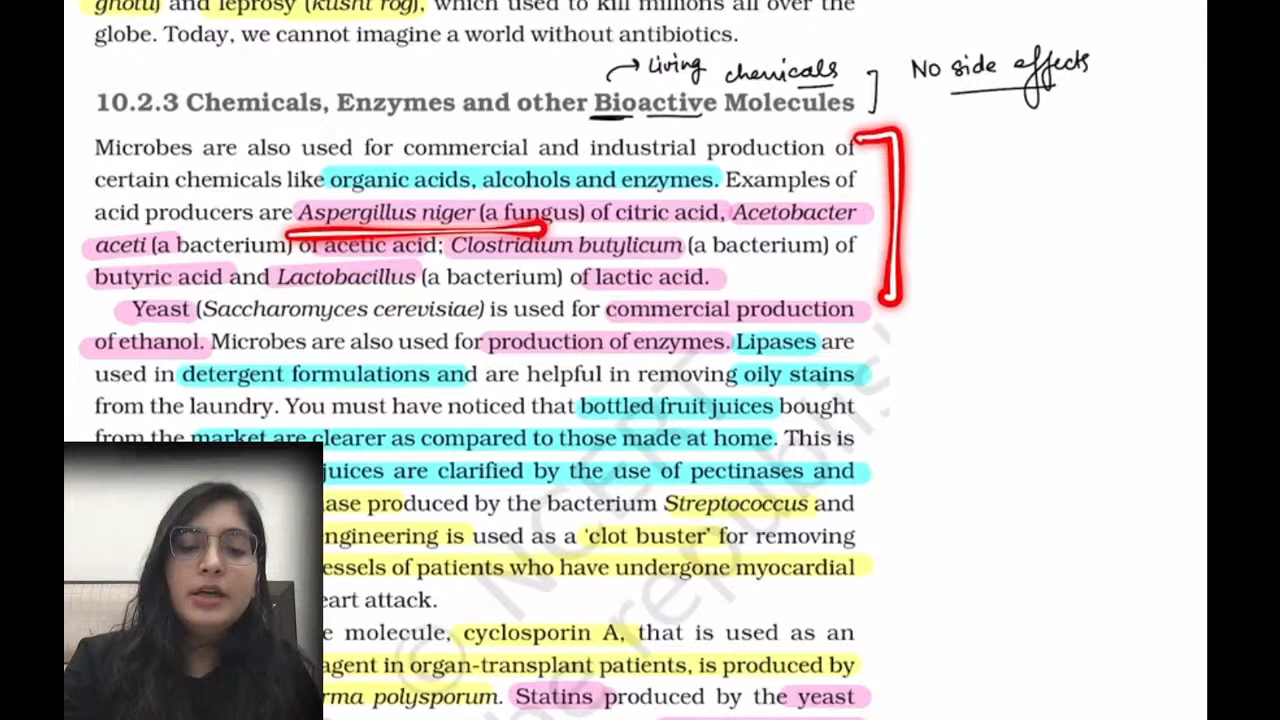 ghotu) and leprosy (kusht rog), which used to kill millions all over the
globe. Today, we cannot imagine a world without antibiotics.
Living chemicals
No side effects
10.2.3 Chemicals, Enzymes and other Bioactive Molecules
Microbes are also used for commercial and industrial production of
certain chemicals like organic acids, alcohols and enzymes. Examples of
acid producers are Aspergillus niger (a fungus) of citric acid, Acetobacter
aceti (a bacterium) of acetic acid; Clostridium butylicum (a bacterium) of
butyric acid and Lactobacillus (a bacterium) of lactic acid.
Yeast (Saccharomyces cerevisiae) is used for commercial production
of ethanol. Microbes are also used for production of enzymes. Lipases are
used in detergent formulations and are helpful in removing oily stains
from the laundry. You must have noticed that bottled fruit juices bought
from the market are clearer as compared to those made at home. This is
juices are clarified by the use of pectinases and
ase produced by the bacterium Streptococcus and
ngineering is used as a ‘clot buster’ for removing
essels of patients who have undergone myocardial
eart attack.
e molecule, cyclosporin A, that is used as an
agent in organ-transplant patients, is produced by
rma polysporum. Statins produced by the yeast
© NCERT
be republis